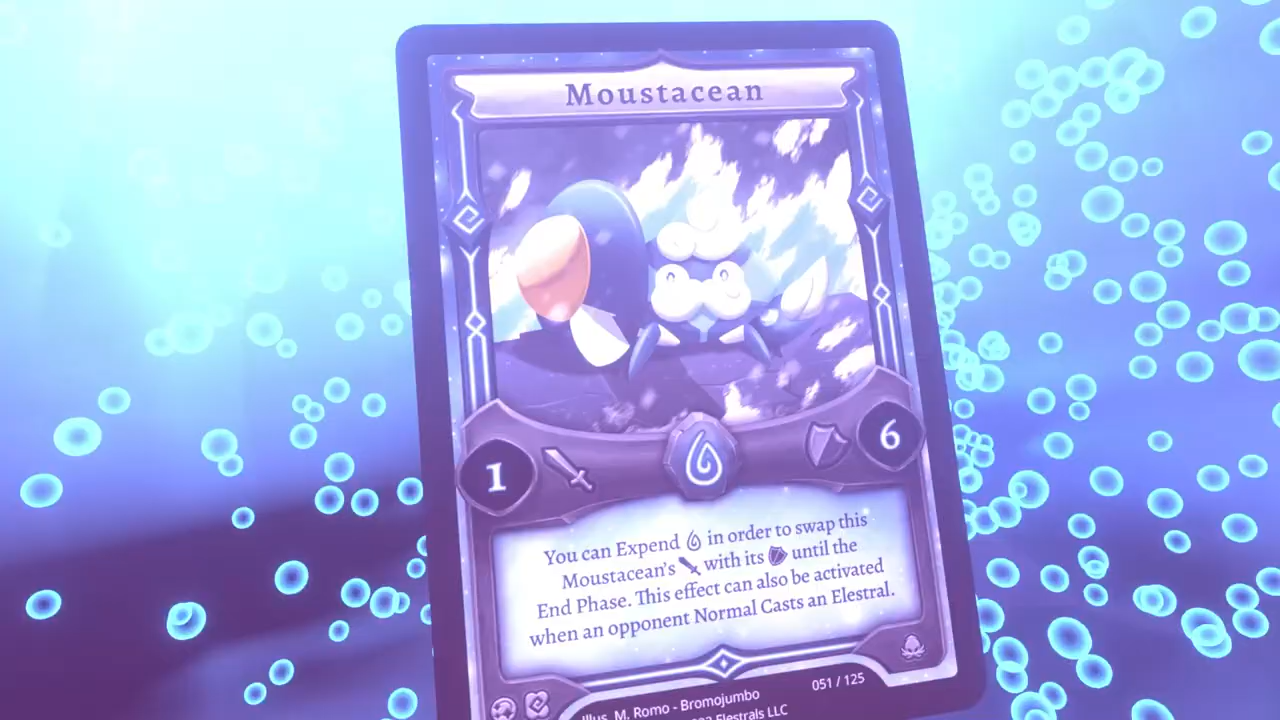 Moustacean
1
6
You can Expend in order to swap this
Moustacean's with its until the
End Phase. This effect can also be activated
when an opponent Normal Casts an Elestral.
Illus. M. Romo - Bromojumbo
051 / 125
Elestrals LLC